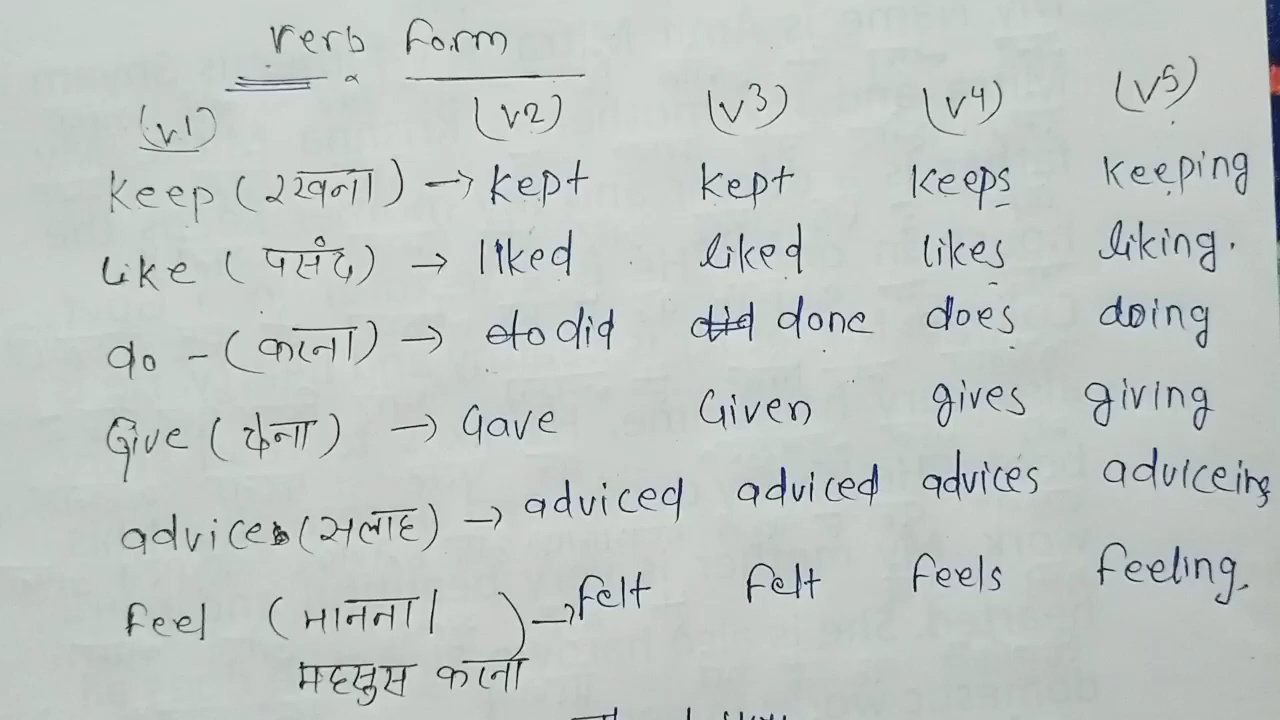 verb form
(v1) (v2) (v3) (v4) (v5)
Keep (रखना) → kept kept keeps keeping
Like (पसंद) → liked liked likes liking.
do - (करना) → do did did done does doing
Give (देना) → Gave Given gives giving
advice (सलाह) → adviced adviced advices adviceing
feel (मानना / ) → felt felt feels feeling.
महसुस करना